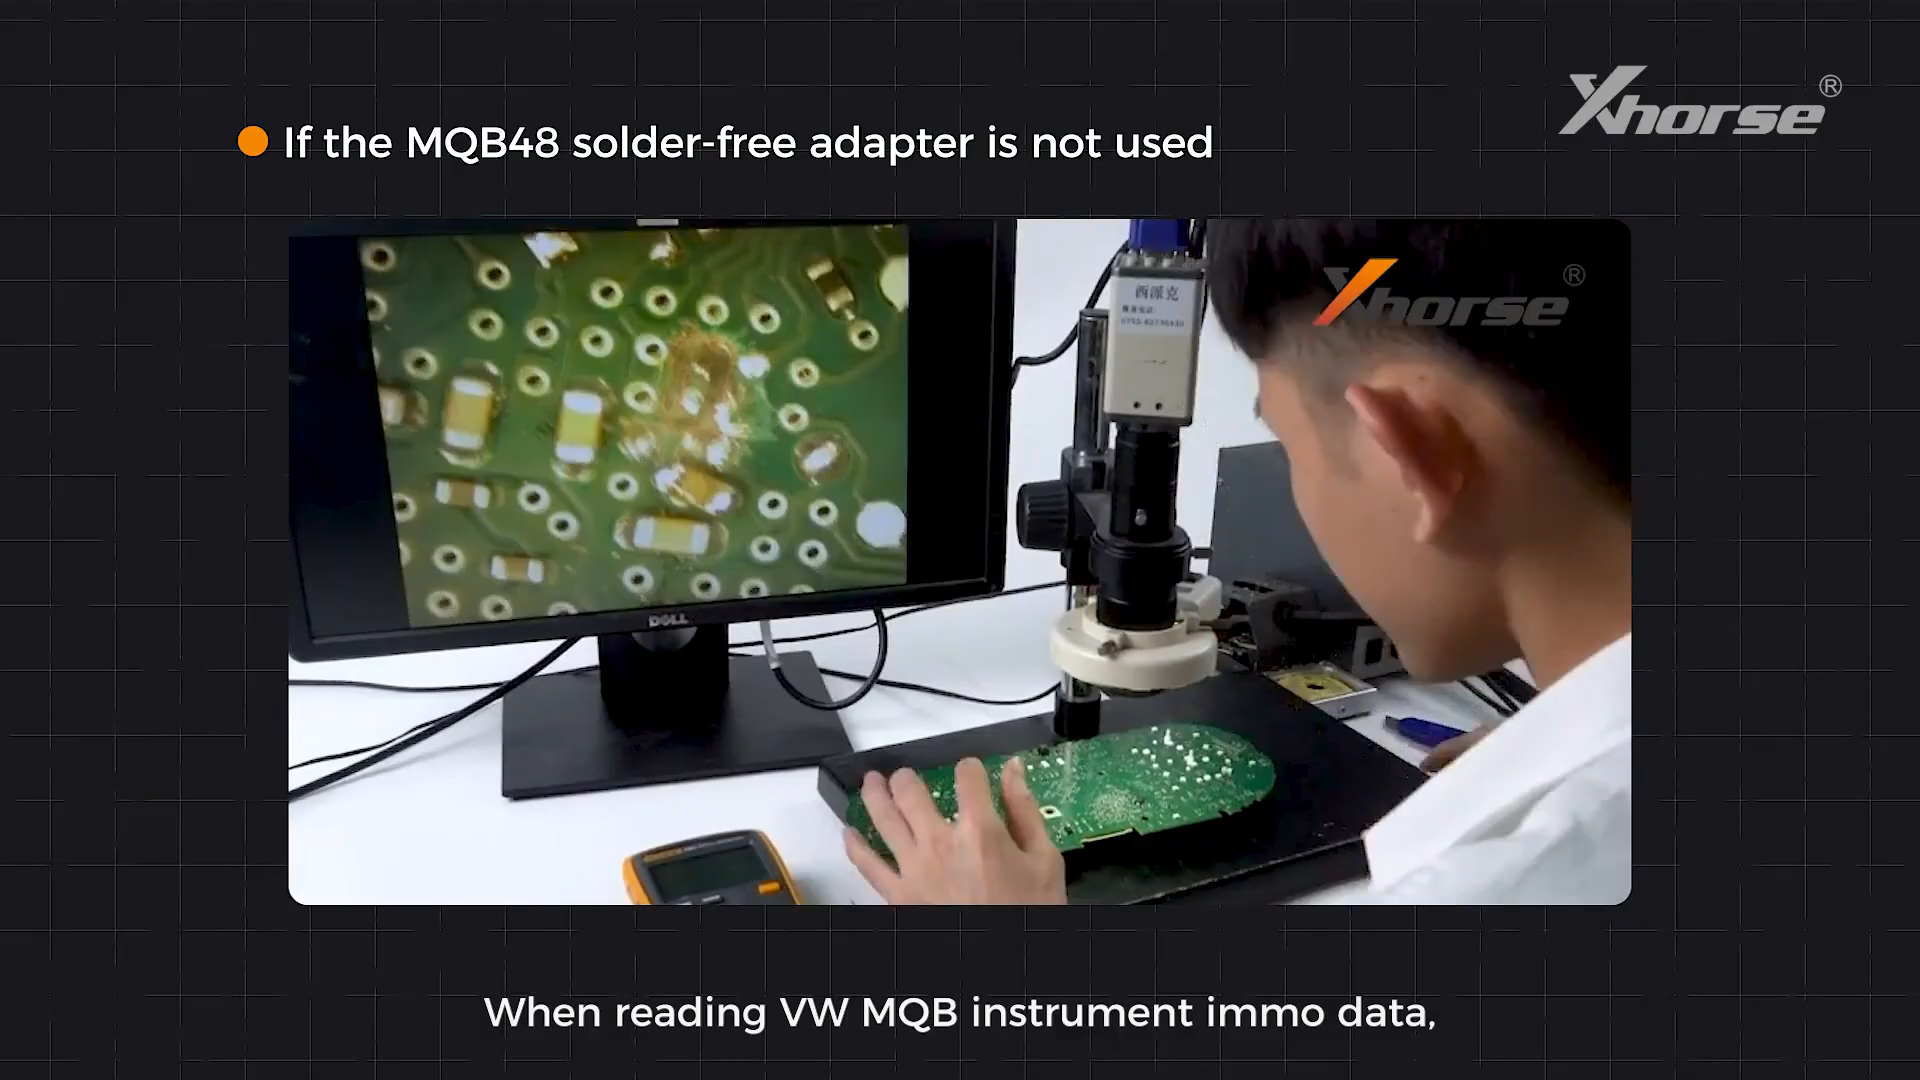 Xhorse®
If the MQB48 solder-free adapter is not used
Xhorse®
西派克
DELL
When reading VW MQB instrument immo data,